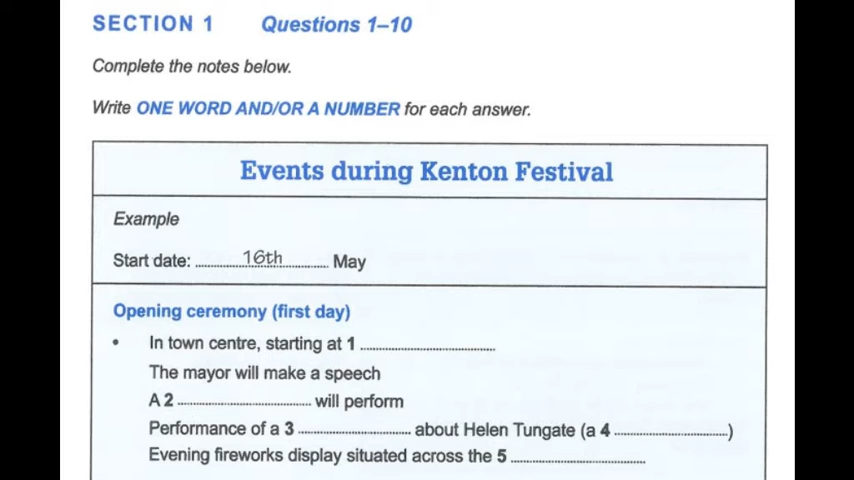 SECTION 1 Questions 1–10
Complete the notes below.
Write ONE WORD AND/OR A NUMBER for each answer.
Events during Kenton Festival
Example
Start date: ........16th........ May
Opening ceremony (first day)
• In town centre, starting at 1 ........................
The mayor will make a speech
A 2 ........................ will perform
Performance of a 3 ........................ about Helen Tungate (a 4 ........................)
Evening fireworks display situated across the 5 ........................